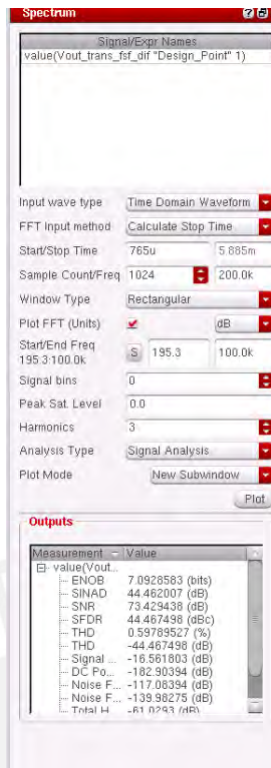 Spectrum
Signal/Expr Names
value(Vout_trans_fsf_dif "Design_Point" 1)
Input wave type Time Domain Waveform
FFT Input method Calculate Stop Time
Start/Stop Time 765u 5.885m
Sample Count/Freq 1024 200.0k
Window Type Rectangular
Plot FFT (Units) dB
Start/End Freq
195.3:100.0k S 195.3 100.0k
Signal bins 0
Peak Sat. Level 0.0
Harmonics 3
Analysis Type Signal Analysis
Plot Mode New Subwindow
Plot
Outputs
Measurement Value
value(Vout...
ENOB 7.0928583 (bits)
SINAD 44.462007 (dB)
SNR 73.429438 (dB)
SFDR 44.467498 (dBc)
THD 0.59789527 (%)
THD -44.467498 (dB)
Signal ... -16.561803 (dB)
DC Po... -182.90394 (dB)
Noise F... -117.08394 (dB)
Noise F... -139.98275 (dB)
Total H... -61.0293 (dB)